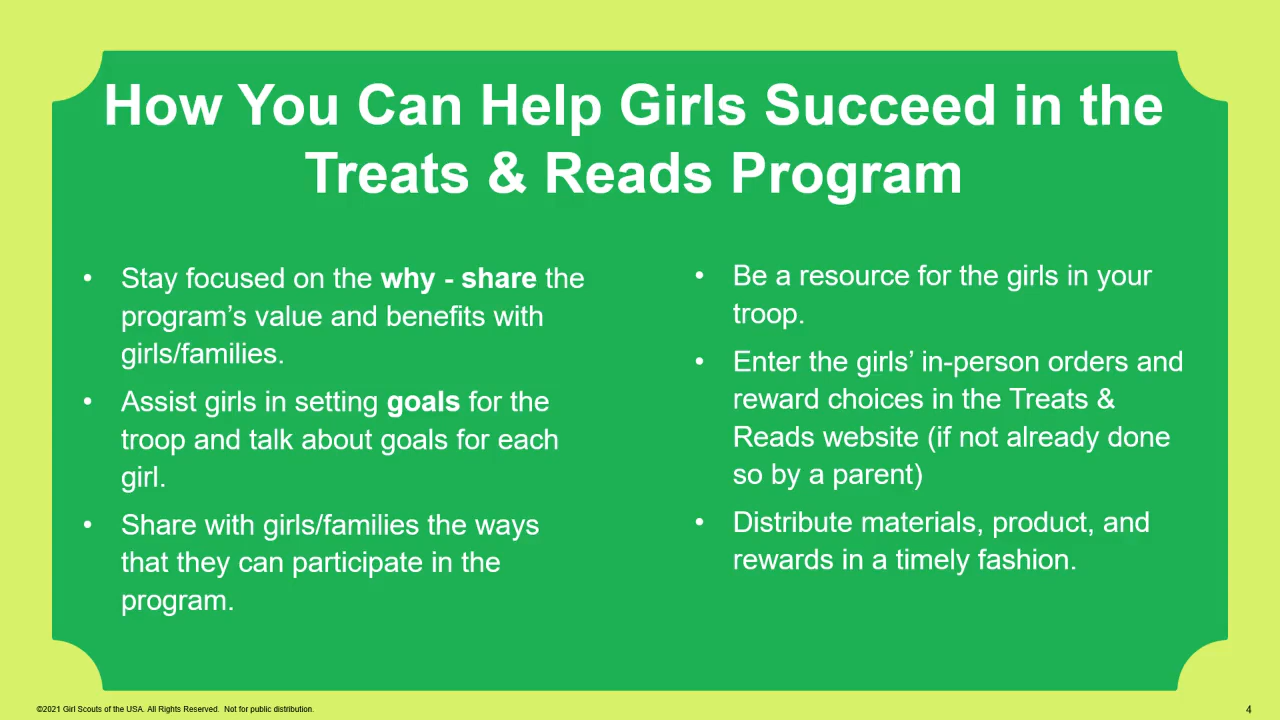 How You Can Help Girls Succeed in the
Treats & Reads Program
• Stay focused on the why - share the
program’s value and benefits with
girls/families.
• Assist girls in setting goals for the
troop and talk about goals for each
girl.
• Share with girls/families the ways
that they can participate in the
program.
• Be a resource for the girls in your
troop.
• Enter the girls’ in-person orders and
reward choices in the Treats &
Reads website (if not already done
so by a parent)
• Distribute materials, product, and
rewards in a timely fashion.
©2021 Girl Scouts of the USA. All Rights Reserved. Not for public distribution.
4